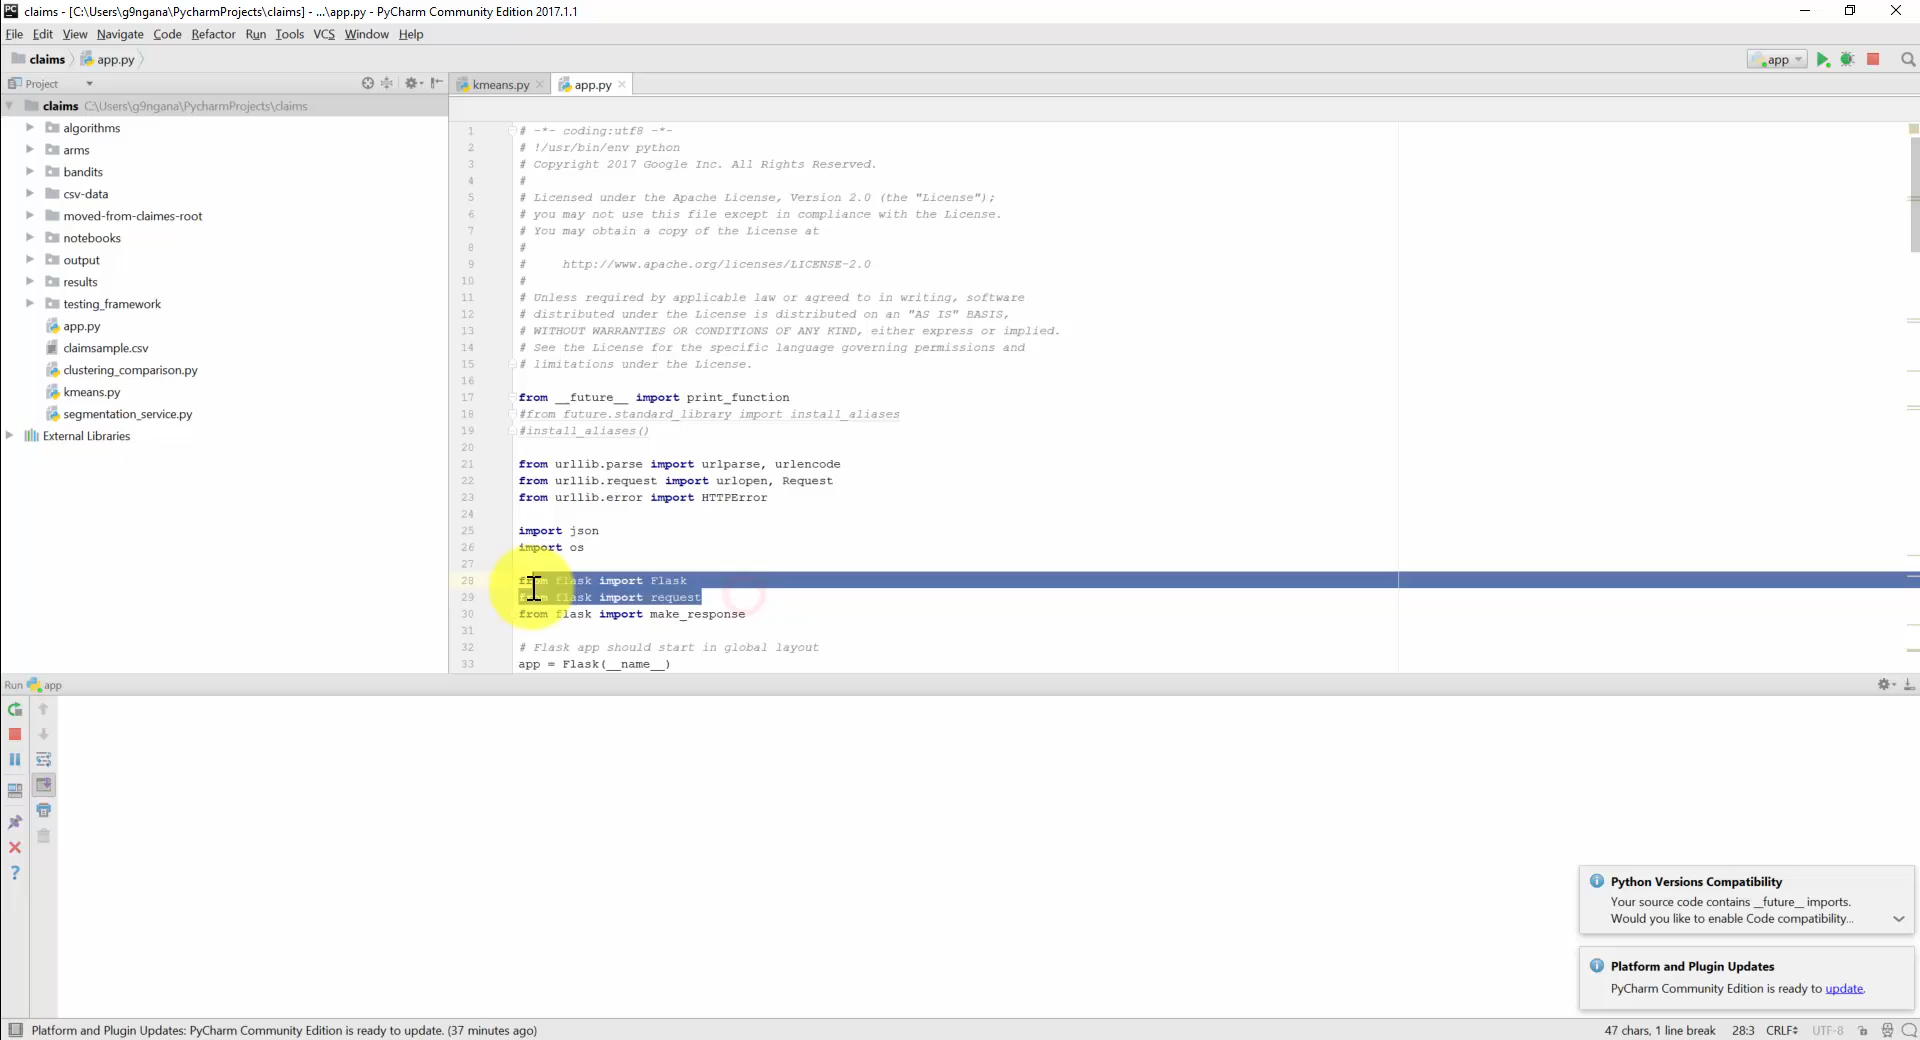 claims - [C:\Users\g9ngana\PycharmProjects\claims] - ...\app.py - PyCharm Community Edition 2017.1.1
File Edit View Navigate Code Refactor Run Tools VCS Window Help
claims app.py
app
Project
kmeans.py
app.py
claims C:\Users\g9ngana\PycharmProjects\claims
algorithms
arms
bandits
csv-data
moved-from-claimes-root
notebooks
output
results
testing_framework
app.py
claimsample.csv
clustering_comparison.py
kmeans.py
segmentation_service.py
External Libraries
1 # -*- coding:utf8 -*-
2 # !/usr/bin/env python
3 # Copyright 2017 Google Inc. All Rights Reserved.
4 #
5 # Licensed under the Apache License, Version 2.0 (the "License");
6 # you may not use this file except in compliance with the License.
7 # You may obtain a copy of the License at
8 #
9 #     http://www.apache.org/licenses/LICENSE-2.0
10 #
11 # Unless required by applicable law or agreed to in writing, software
12 # distributed under the License is distributed on an "AS IS" BASIS,
13 # WITHOUT WARRANTIES OR CONDITIONS OF ANY KIND, either express or implied.
14 # See the License for the specific language governing permissions and
15 # limitations under the License.
16
17 from __future__ import print_function
18 #from future.standard_library import install_aliases
19 #install_aliases()
20
21 from urllib.parse import urlparse, urlencode
22 from urllib.request import urlopen, Request
23 from urllib.error import HTTPError
24
25 import json
26 import os
27
28 from flask import Flask
29 from flask import request
30 from flask import make_response
31
32 # Flask app should start in global layout
33 app = Flask(__name__)
Run app
Python Versions Compatibility
Your source code contains __future__ imports.
Would you like to enable Code compatibility...
Platform and Plugin Updates
PyCharm Community Edition is ready to update.
Platform and Plugin Updates: PyCharm Community Edition is ready to update. (37 minutes ago)
47 chars, 1 line break 28:3 CRLF UTF-8